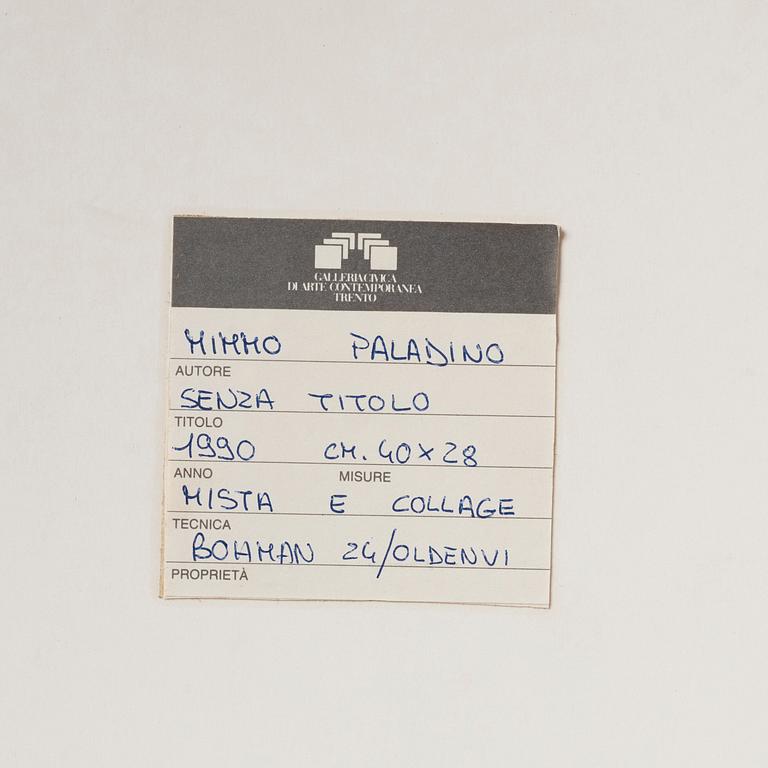 GALLERIA CIVICA
DI ARTE CONTEMPORANEA
TRENTO
MIMMO PALADINO
AUTORE
SENZA TITOLO
TITOLO
1990 CM. 40 x 28
ANNO MISURE
MISTA E COLLAGE
TECNICA
BOHMAN 24/OLDENVI
PROPRIETÀ